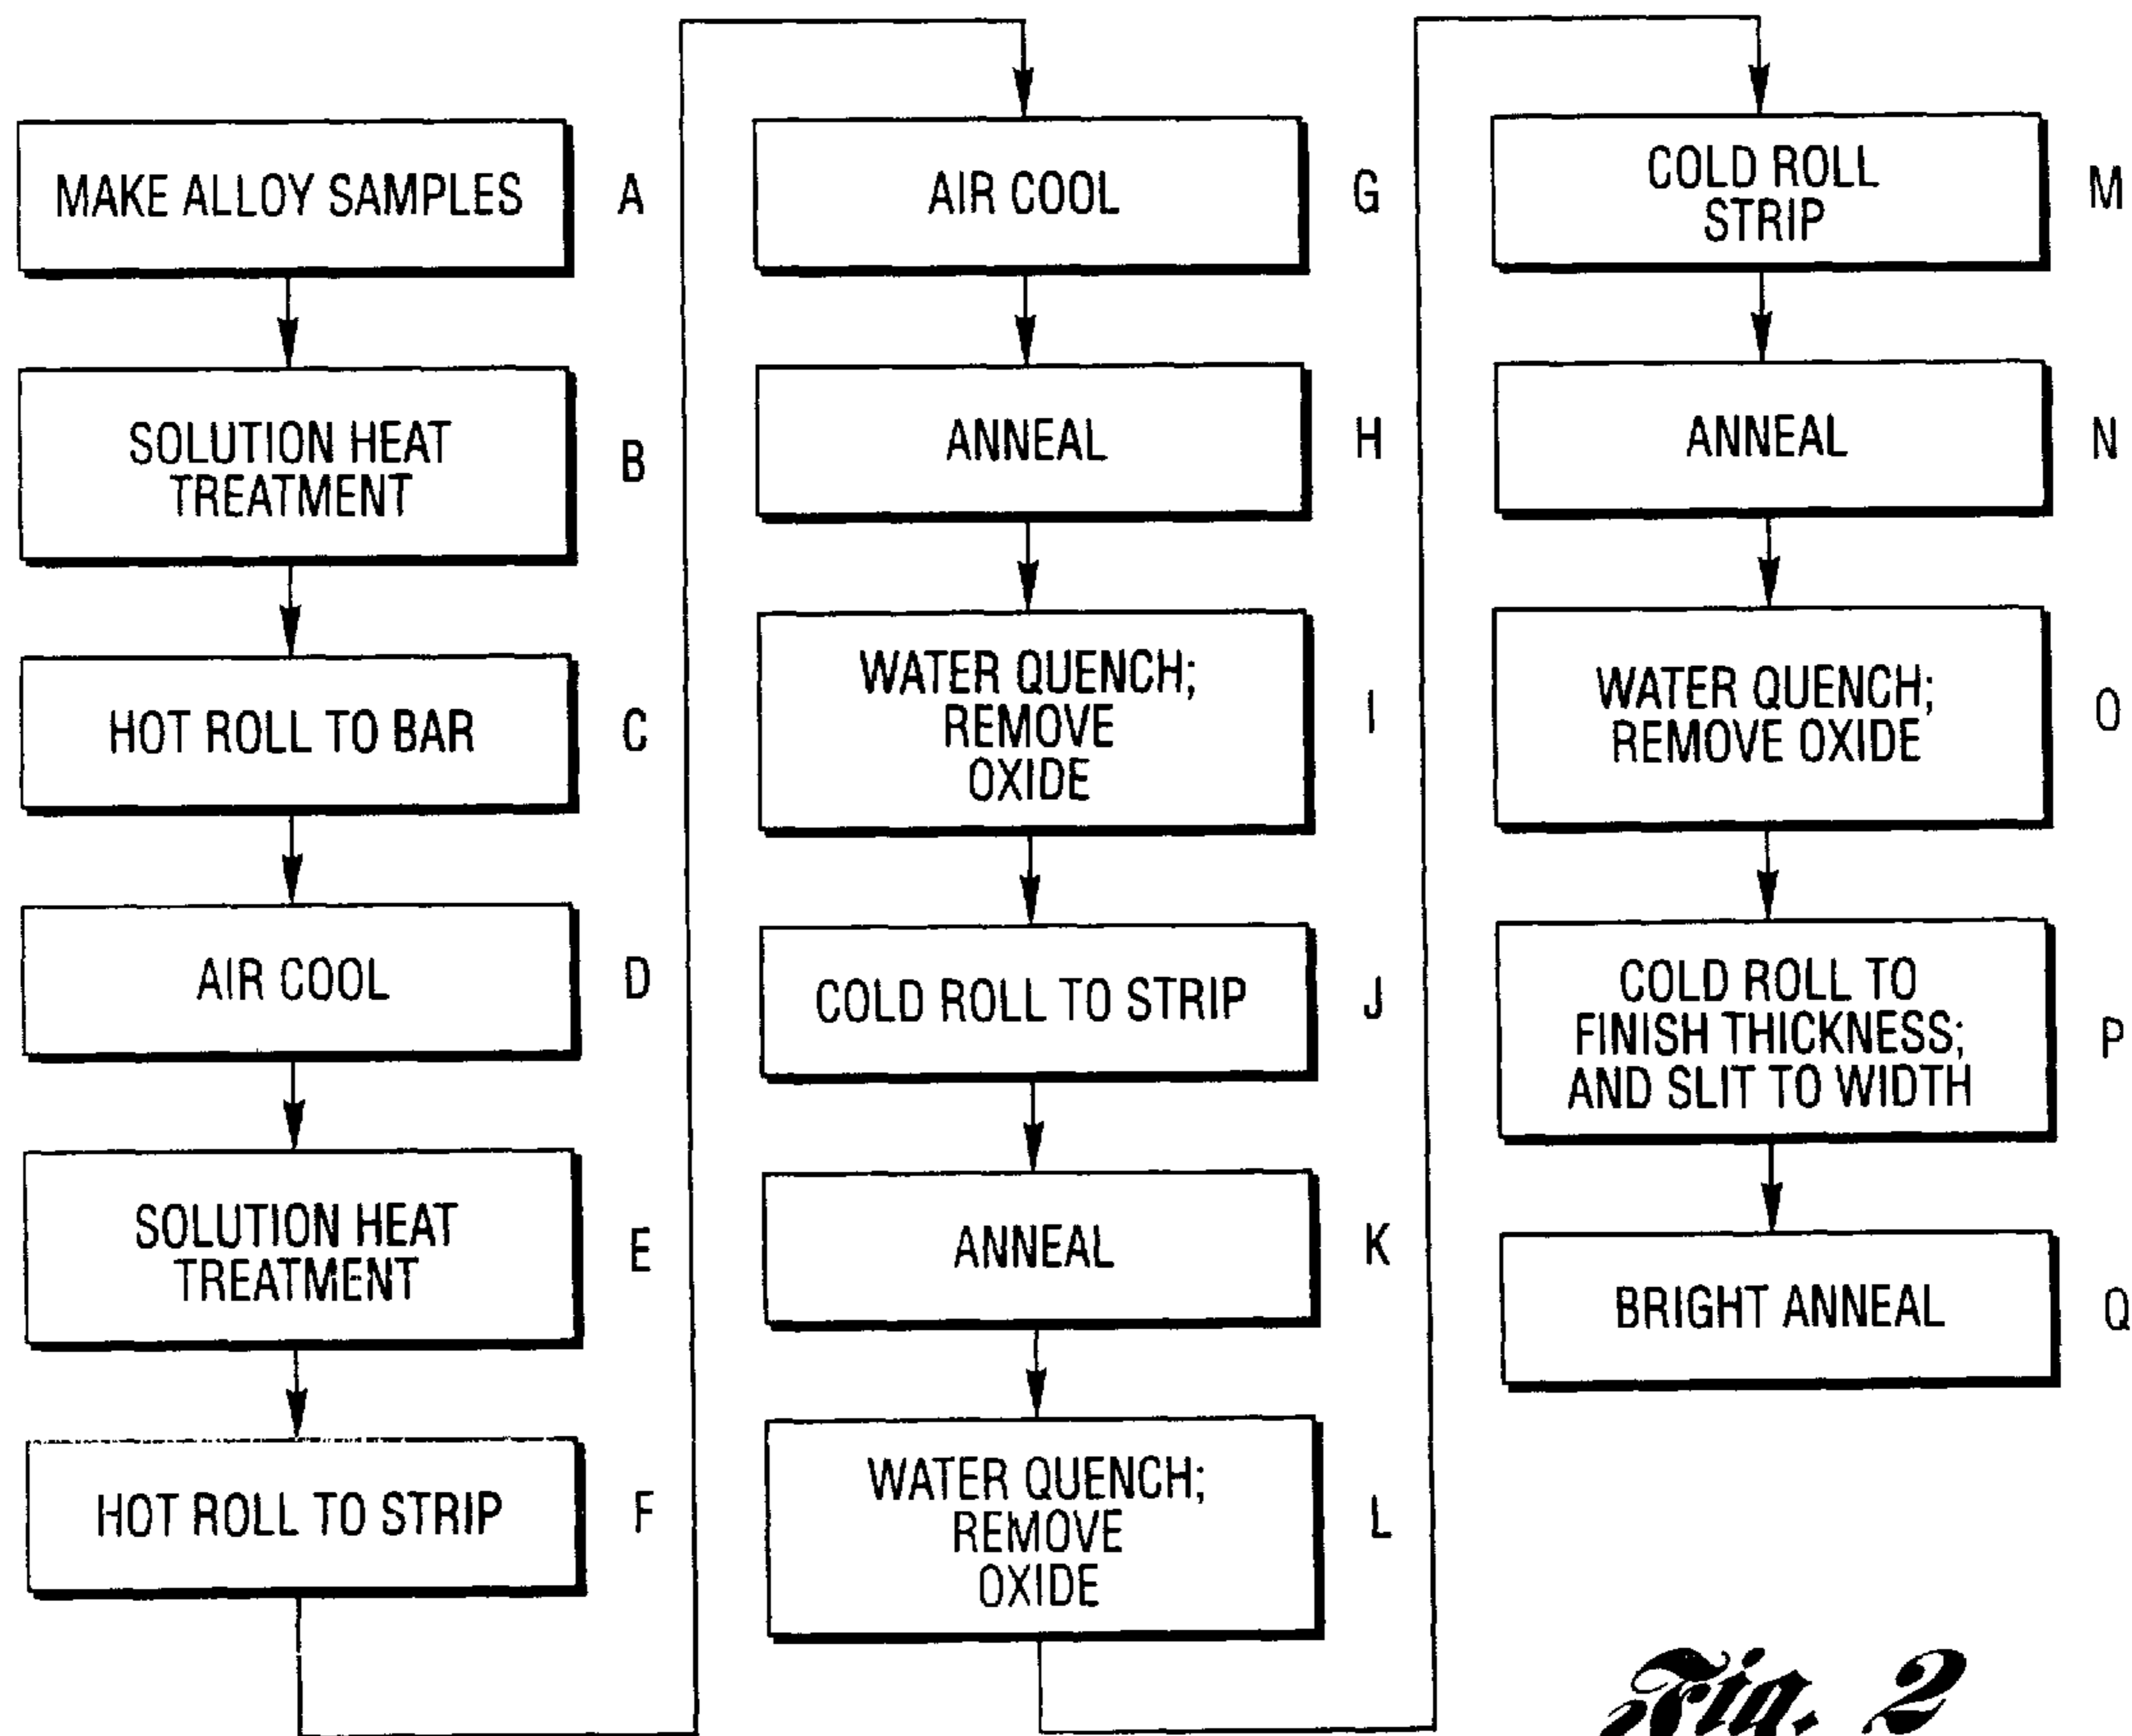 MAKE ALLOY SAMPLES
A
SOLUTION HEAT
TREATMENT
B
HOT ROLL TO BAR
C
AIR COOL
D
SOLUTION HEAT
TREATMENT
E
HOT ROLL TO STRIP
F
AIR COOL
G
ANNEAL
H
WATER QUENCH;
REMOVE
OXIDE
I
COLD ROLL TO STRIP
J
ANNEAL
K
WATER QUENCH;
REMOVE
OXIDE
L
COLD ROLL
STRIP
M
ANNEAL
N
WATER QUENCH;
REMOVE OXIDE
O
COLD ROLL TO
FINISH THICKNESS;
AND SLIT TO WIDTH
P
BRIGHT ANNEAL
Q
Fig. 2